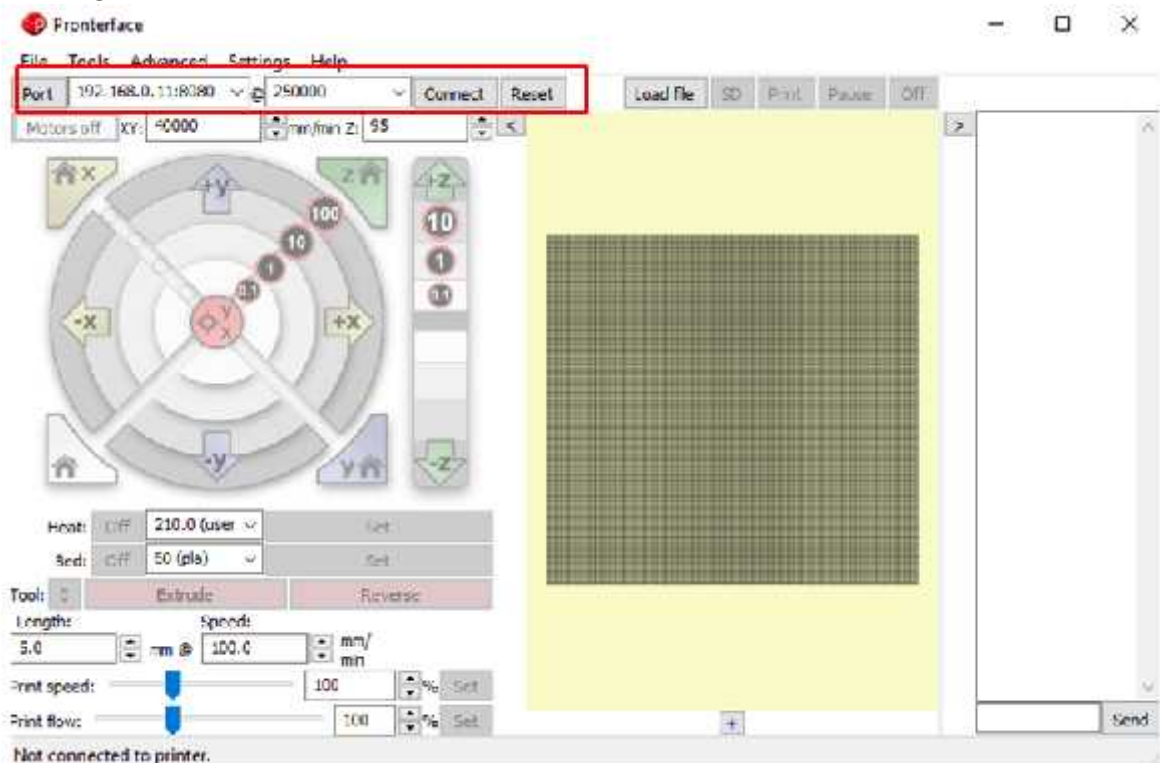 Pronterface
File Tools Advanced Settings Help
Port 192.168.0.11:8080 @ 250000 Connect Reset Load file SD Print Pause Off
Motors off XY: 40000 mm/min Z: 95 < >
X Z
+y +Z
100 10
10 1
1 0.1
0.1
-X y x +X
-y y -Z
Heat: Off 210.0 (user Set
Bed: Off 50 (pla) Set
Tool: Extrude Reverse
Length: Speed:
5.0 mm @ 100.0 mm/
min
Print speed: 100 % Set
Print flow: 100 % Set + Send
Not connected to printer.